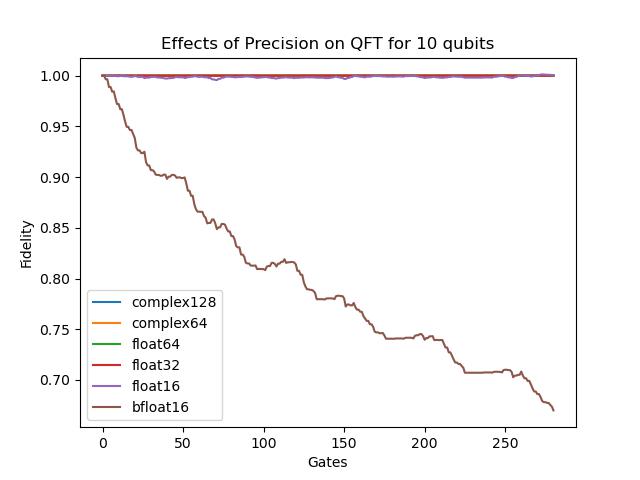 Effects of Precision on QFT for 10 qubits
1.00
0.95
0.90
0.85
0.80
0.75
0.70
Fidelity
complex128
complex64
float64
float32
float16
bfloat16
0 50 100 150 200 250
Gates